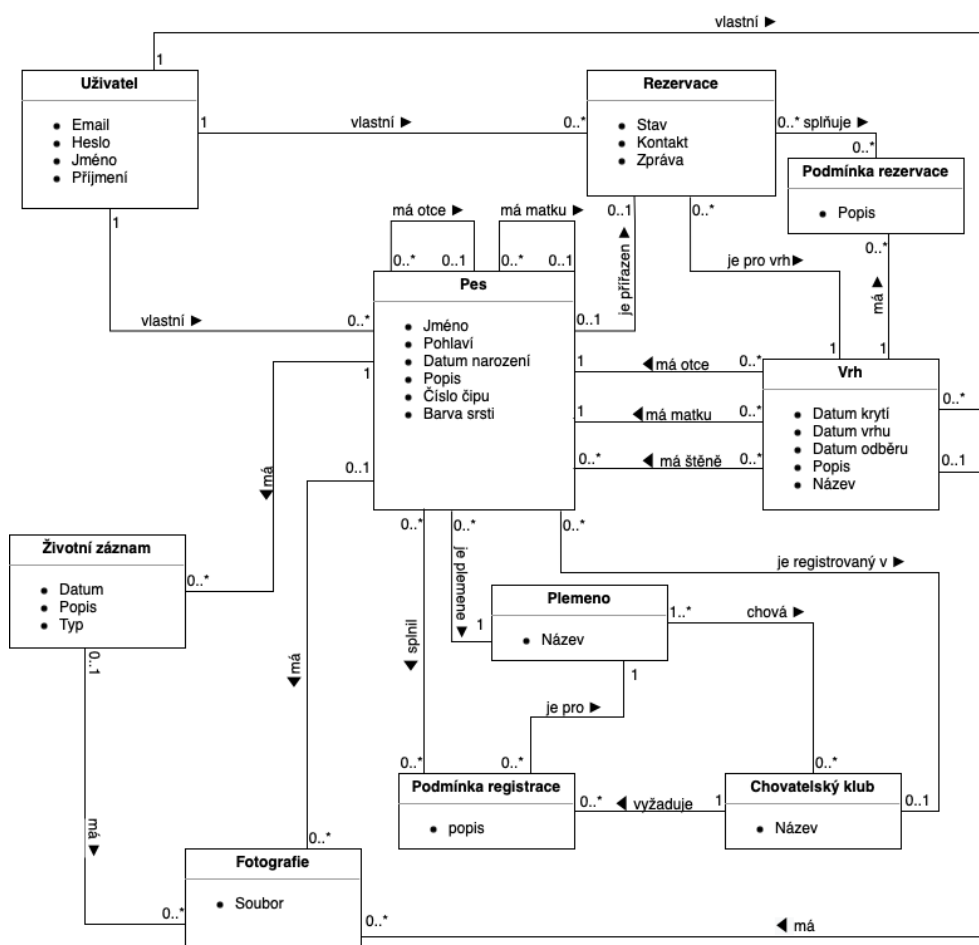 vlastní ►
1
Uživatel
Email
Heslo
Jméno
Příjmení
1
vlastní ►
0..*
Rezervace
Stav
Kontakt
Zpráva
0..* splňuje ►
0..*
Podmínka rezervace
Popis
1
má otce ►
0..*
0..1
má matku ►
0..*
0..1
0..1
je přířazen ►
0..1
0..*
je pro vrh►
1
0..*
má ►
1
vlastní ►
0..*
Pes
Jméno
Pohlaví
Datum narození
Popis
Číslo čipu
Barva srsti
1
◄ má otce
0..*
1
◄ má matku
0..*
0..*
◄ má štěně
0..*
Vrh
Datum krytí
Datum vrhu
Datum odběru
Popis
Název
0..*
0..1
1
◄má
0..*
0..1
◄má
0..*
Životní záznam
Datum
Popis
Typ
0..1
má ►
0..*
0..*
◄ splnil
0..*
0..*
je plemene ►
1
0..*
je registrovaný v ►
0..1
Plemeno
Název
1..*
chová ►
0..*
1
je pro ►
0..*
Podmínka registrace
popis
0..*
◄ vyžaduje
1
Chovatelský klub
Název
Fotografie
Soubor
0..*
◄ má